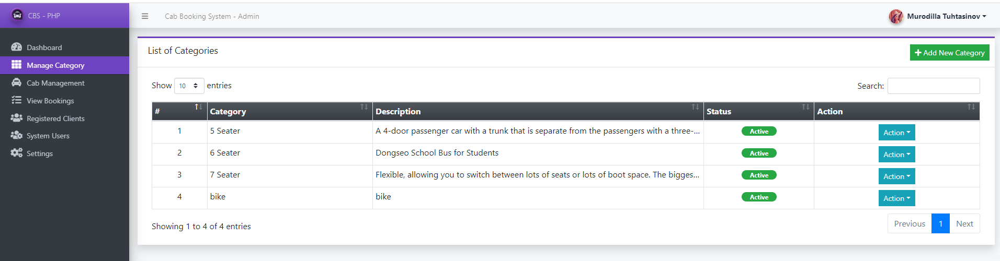 CBS - PHP
Cab Booking System - Admin
Murodilla Tuhtasinov
Dashboard
Manage Category
Cab Management
View Bookings
Registered Clients
System Users
Settings
List of Categories
Add New Category
Show 10 entries
Search:
# Category Description Status Action
1 5 Seater A 4-door passenger car with a trunk that is separate from the passengers with a three-... Active Action
2 6 Seater Dongseo School Bus for Students Active Action
3 7 Seater Flexible, allowing you to switch between lots of seats or lots of boot space. The bigges... Active Action
4 bike bike Active Action
Showing 1 to 4 of 4 entries
Previous 1 Next